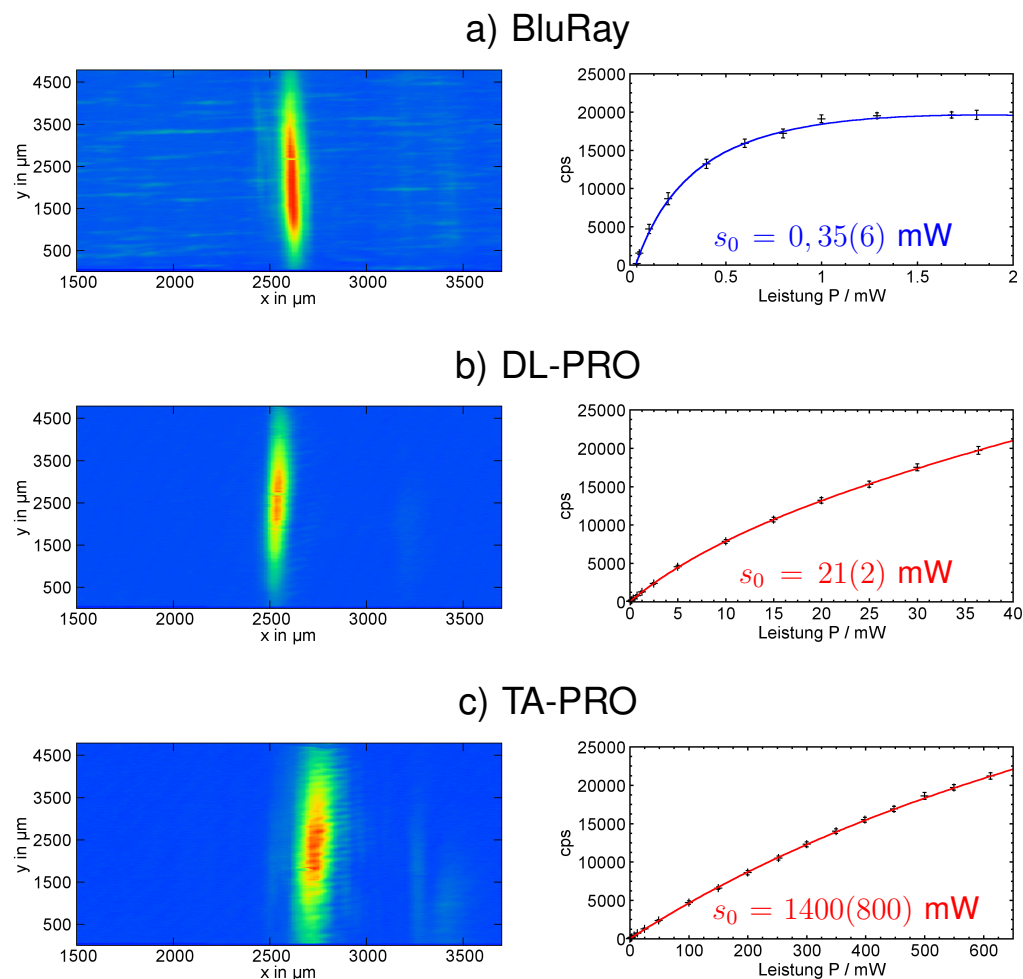 a) BluRay
4500
3500
2500
1500
500
y in µm
1500 2000 2500 3000 3500
x in µm
25000
20000
15000
10000
5000
0
cps
s₀ = 0,35(6) mW
0 0.5 1 1.5 2
Leistung P / mW
b) DL-PRO
4500
3500
2500
1500
500
y in µm
1500 2000 2500 3000 3500
x in µm
25000
20000
15000
10000
5000
0
cps
s₀ = 21(2) mW
0 5 10 15 20 25 30 35 40
Leistung P / mW
c) TA-PRO
4500
3500
2500
1500
500
y in µm
1500 2000 2500 3000 3500
x in µm
25000
20000
15000
10000
5000
0
cps
s₀ = 1400(800) mW
0 100 200 300 400 500 600
Leistung P / mW